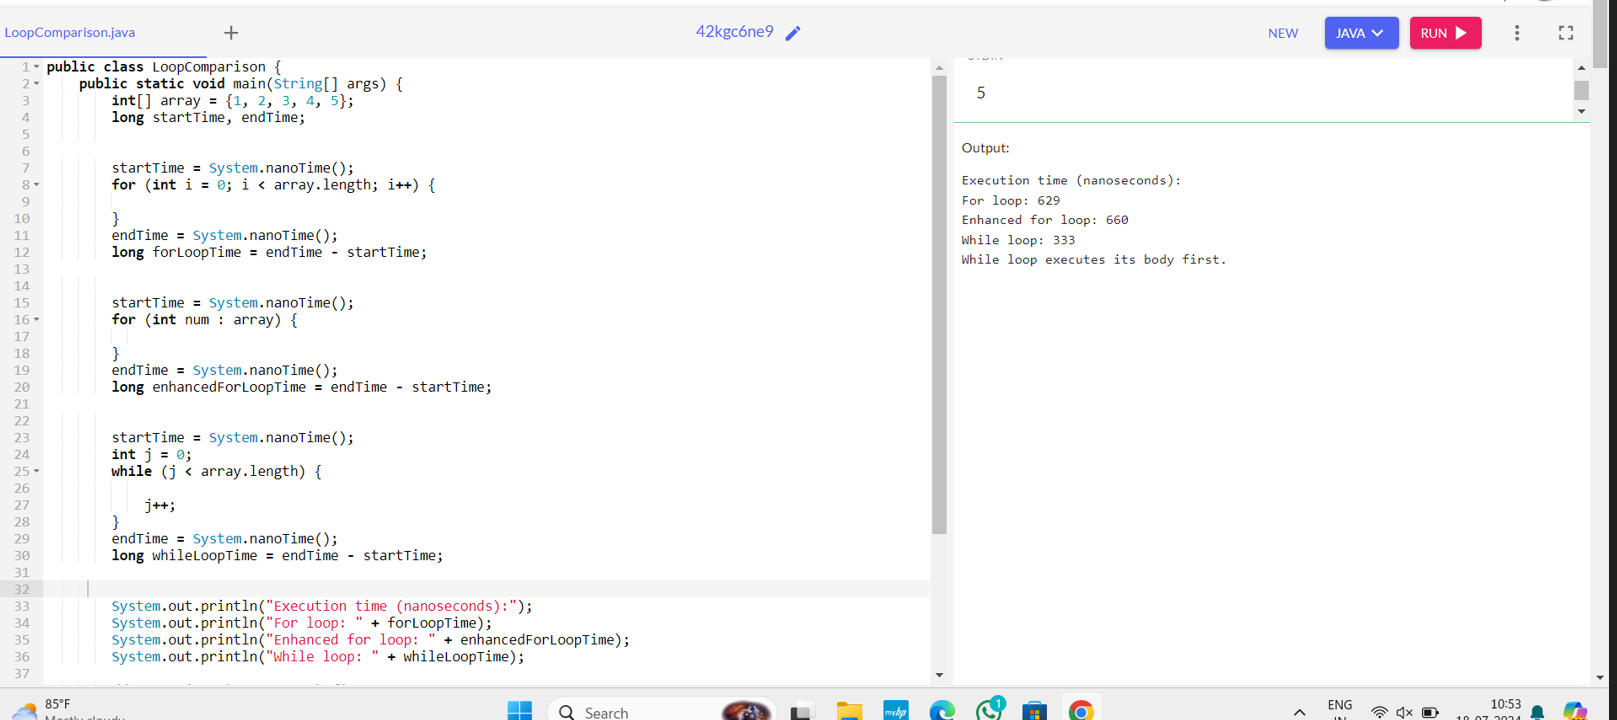 LoopComparison.java
+
42kgc6ne9
NEW
JAVA
RUN
1 public class LoopComparison {
2     public static void main(String[] args) {
3         int[] array = {1, 2, 3, 4, 5};
4         long startTime, endTime;
5
6
7         startTime = System.nanoTime();
8         for (int i = 0; i < array.length; i++) {
9
10         }
11         endTime = System.nanoTime();
12         long forLoopTime = endTime - startTime;
13
14
15         startTime = System.nanoTime();
16         for (int num : array) {
17
18         }
19         endTime = System.nanoTime();
20         long enhancedForLoopTime = endTime - startTime;
21
22
23         startTime = System.nanoTime();
24         int j = 0;
25         while (j < array.length) {
26
27             j++;
28         }
29         endTime = System.nanoTime();
30         long whileLoopTime = endTime - startTime;
31
32
33         System.out.println("Execution time (nanoseconds):");
34         System.out.println("For loop: " + forLoopTime);
35         System.out.println("Enhanced for loop: " + enhancedForLoopTime);
36         System.out.println("While loop: " + whileLoopTime);
37
5
Output:
Execution time (nanoseconds):
For loop: 629
Enhanced for loop: 660
While loop: 333
While loop executes its body first.
85°F
Mostly cloudy
Search
myhp
1
ENG
IN
10:53
18-07-2024